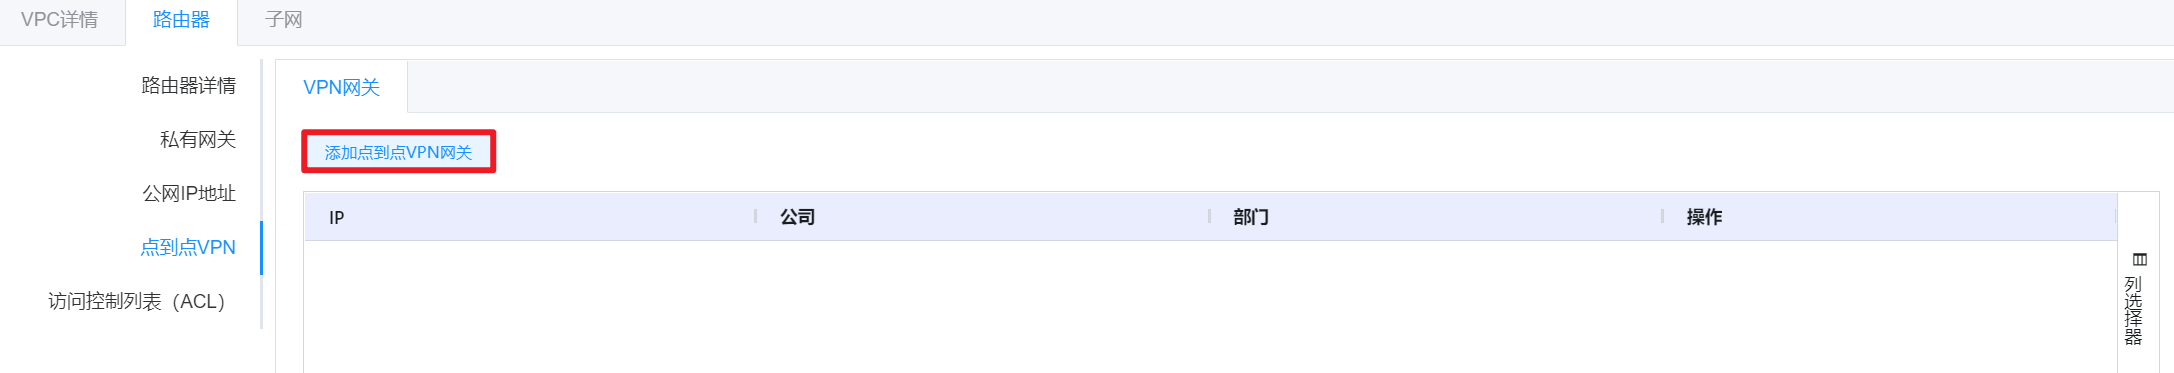 VPC详情 路由器 子网
路由器详情
私有网关
公网IP地址
点到点VPN
访问控制列表（ACL）
VPN网关
添加点到点VPN网关
IP 公司 部门 操作
列选择器